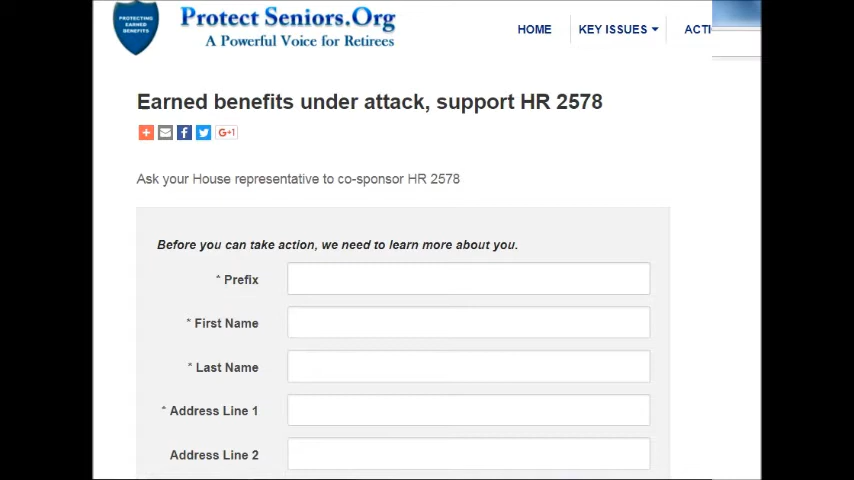 PROTECTING
EARNED
BENEFITS
Protect Seniors.Org
A Powerful Voice for Retirees
HOME
KEY ISSUES
ACTI
Earned benefits under attack, support HR 2578
G+1
Ask your House representative to co-sponsor HR 2578
Before you can take action, we need to learn more about you.
* Prefix
* First Name
* Last Name
* Address Line 1
Address Line 2